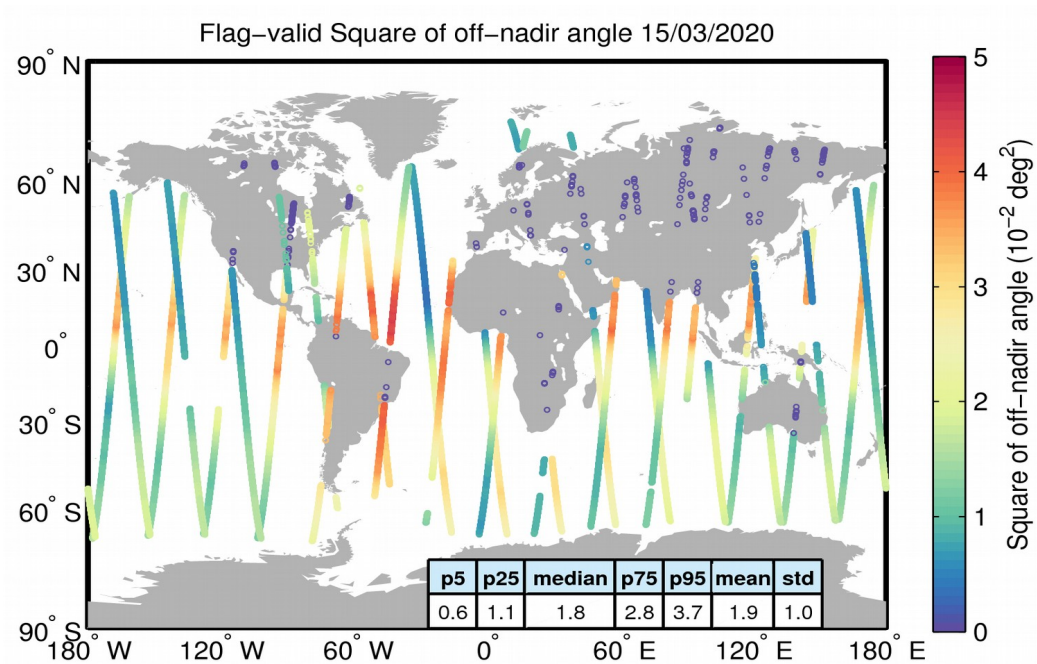 Flag−valid Square of off−nadir angle 15/03/2020
90° N
60° N
30° N
0°
30° S
60° S
90° S
180° W
120° W
60° W
0°
60° E
120° E
180° E
5
4
3
2
1
0
Square of off−nadir angle (10⁻² deg²)
p5 p25 median p75 p95 mean std
0.6 1.1 1.8 2.8 3.7 1.9 1.0